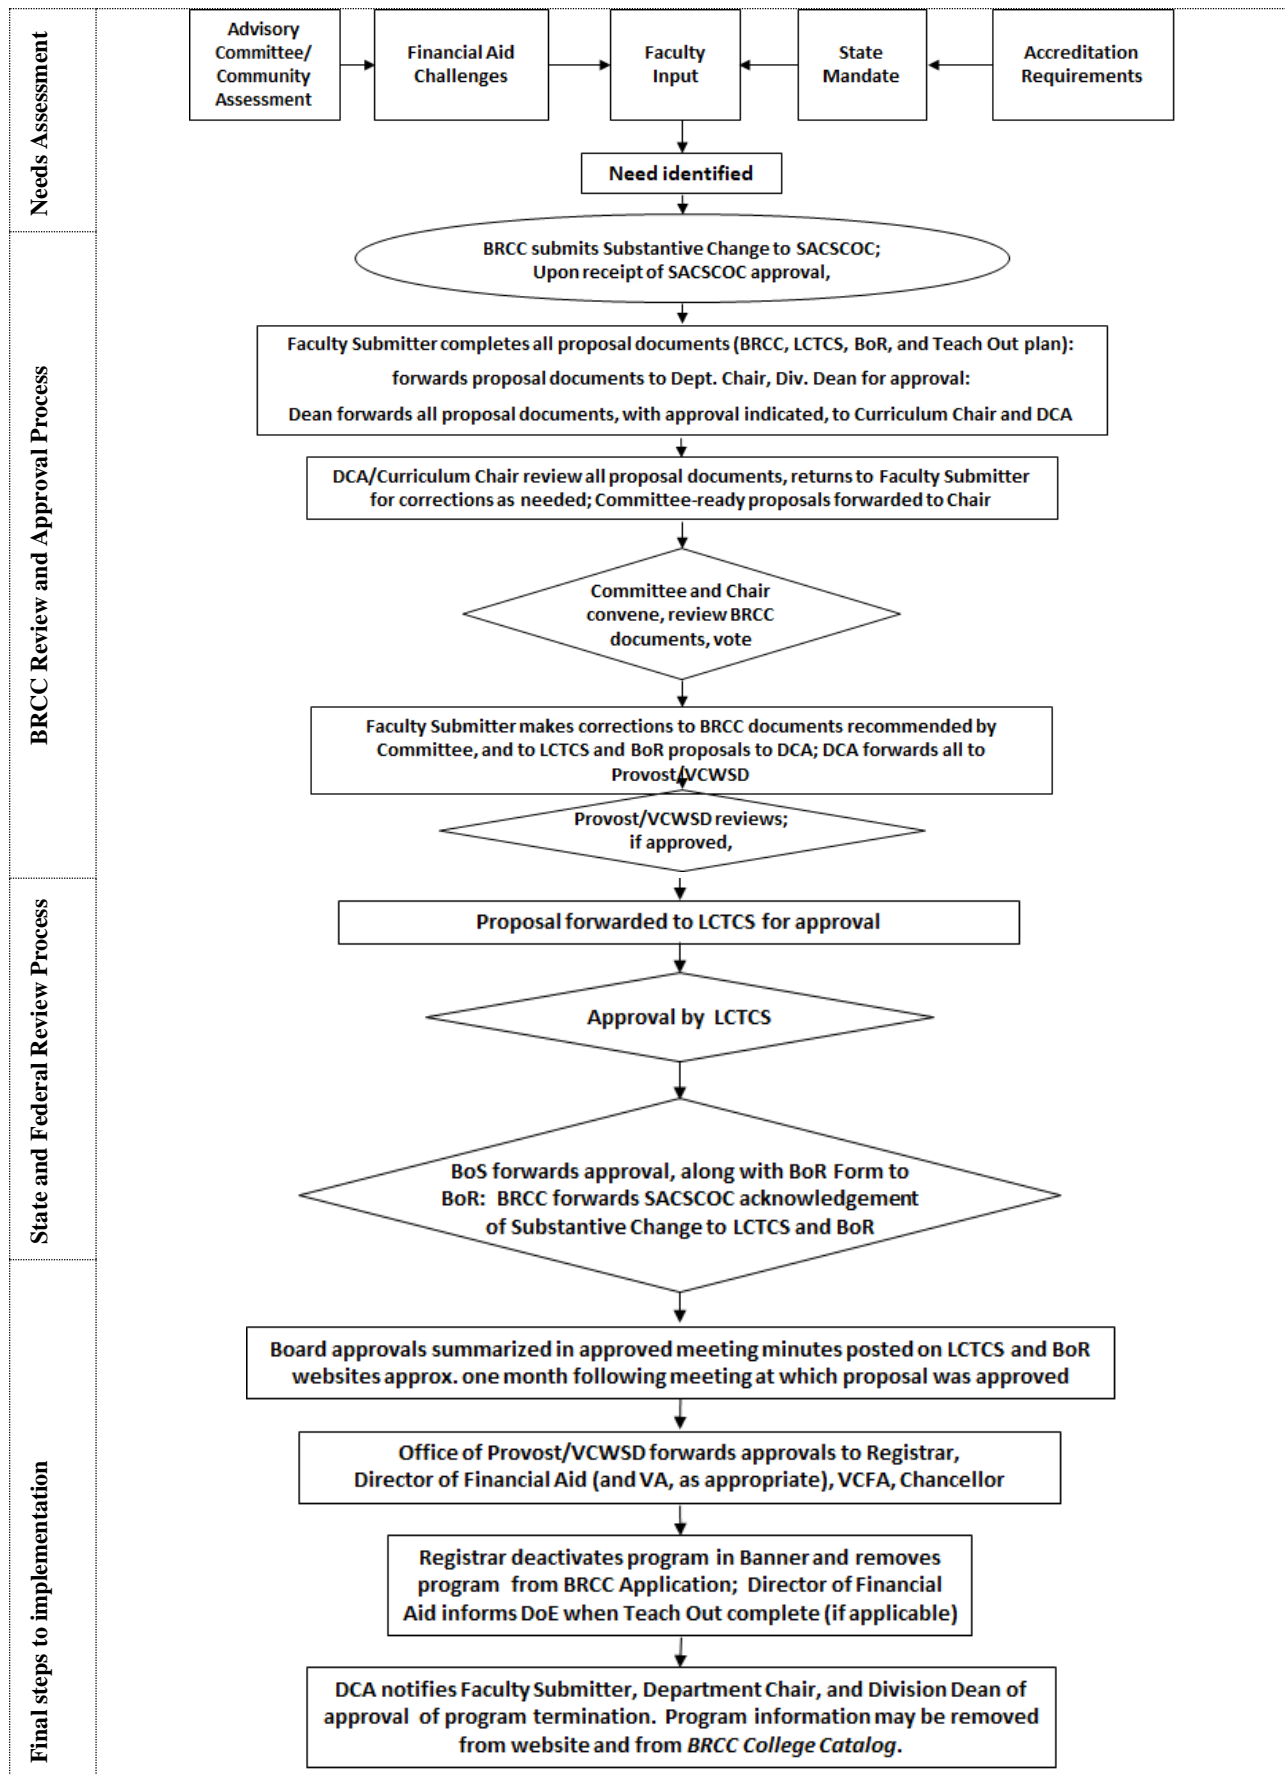 Needs Assessment
Advisory
Committee/
Community
Assessment
Financial Aid
Challenges
Faculty
Input
State
Mandate
Accreditation
Requirements
Need identified
BRCC Review and Approval Process
BRCC submits Substantive Change to SACSCOC;
Upon receipt of SACSCOC approval,
Faculty Submitter completes all proposal documents (BRCC, LCTCS, BoR, and Teach Out plan):
forwards proposal documents to Dept. Chair, Div. Dean for approval:
Dean forwards all proposal documents, with approval indicated, to Curriculum Chair and DCA
DCA/Curriculum Chair review all proposal documents, returns to Faculty Submitter
for corrections as needed; Committee-ready proposals forwarded to Chair
Committee and Chair
convene, review BRCC
documents, vote
Faculty Submitter makes corrections to BRCC documents recommended by
Committee, and to LCTCS and BoR proposals to DCA; DCA forwards all to
Provost/VCWSD
Provost/VCWSD reviews;
if approved,
State and Federal Review Process
Proposal forwarded to LCTCS for approval
Approval by LCTCS
BoS forwards approval, along with BoR Form to
BoR: BRCC forwards SACSCOC acknowledgement
of Substantive Change to LCTCS and BoR
Final steps to implementation
Board approvals summarized in approved meeting minutes posted on LCTCS and BoR
websites approx. one month following meeting at which proposal was approved
Office of Provost/VCWSD forwards approvals to Registrar,
Director of Financial Aid (and VA, as appropriate), VCFA, Chancellor
Registrar deactivates program in Banner and removes
program from BRCC Application; Director of Financial
Aid informs DoE when Teach Out complete (if applicable)
DCA notifies Faculty Submitter, Department Chair, and Division Dean of
approval of program termination. Program information may be removed
from website and from BRCC College Catalog.